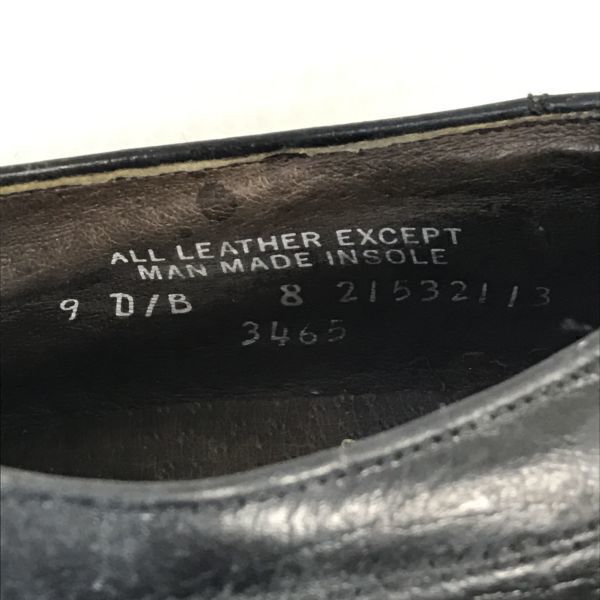 ALL LEATHER EXCEPT
MAN MADE INSOLE
9 D/B 8 215321/3
3465